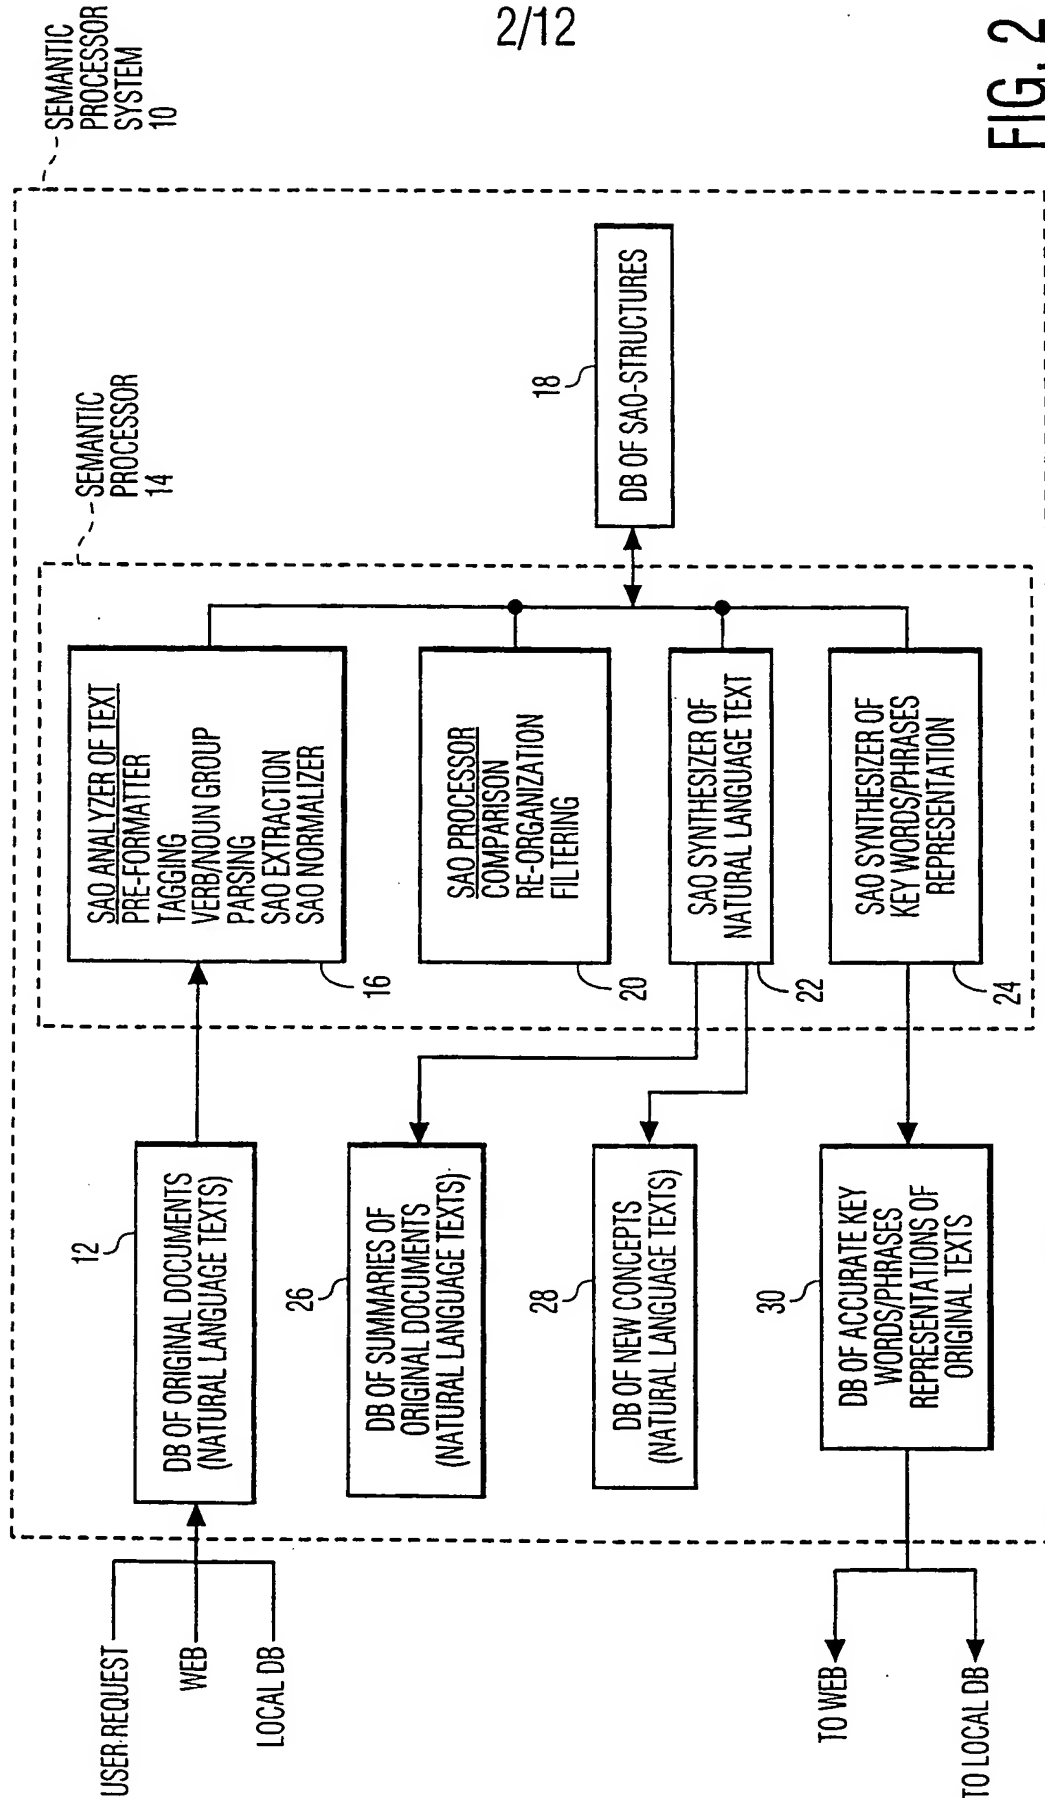 2/12
FIG. 2
SEMANTIC
PROCESSOR
SYSTEM
10
SEMANTIC
PROCESSOR
14
USER REQUEST
WEB
LOCAL DB
12
DB OF ORIGINAL DOCUMENTS
(NATURAL LANGUAGE TEXTS)
SAO ANALYZER OF TEXT
PRE-FORMATTER
TAGGING
VERB/NOUN GROUP
PARSING
SAO EXTRACTION
SAO NORMALIZER
16
18
DB OF SAO-STRUCTURES
SAO PROCESSOR
COMPARISON
RE-ORGANIZATION
FILTERING
20
26
DB OF SUMMARIES OF
ORIGINAL DOCUMENTS
(NATURAL LANGUAGE TEXTS)
SAO SYNTHESIZER OF
NATURAL LANGUAGE TEXT
22
28
DB OF NEW CONCEPTS
(NATURAL LANGUAGE TEXTS)
SAO SYNTHESIZER OF
KEY WORDS/PHRASES
REPRESENTATION
24
30
DB OF ACCURATE KEY
WORDS/PHRASES
REPRESENTATIONS OF
ORIGINAL TEXTS
TO WEB
TO LOCAL DB